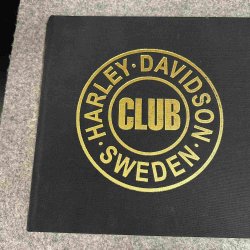 HARLEY · DAVIDSON
CLUB
· SWEDEN ·